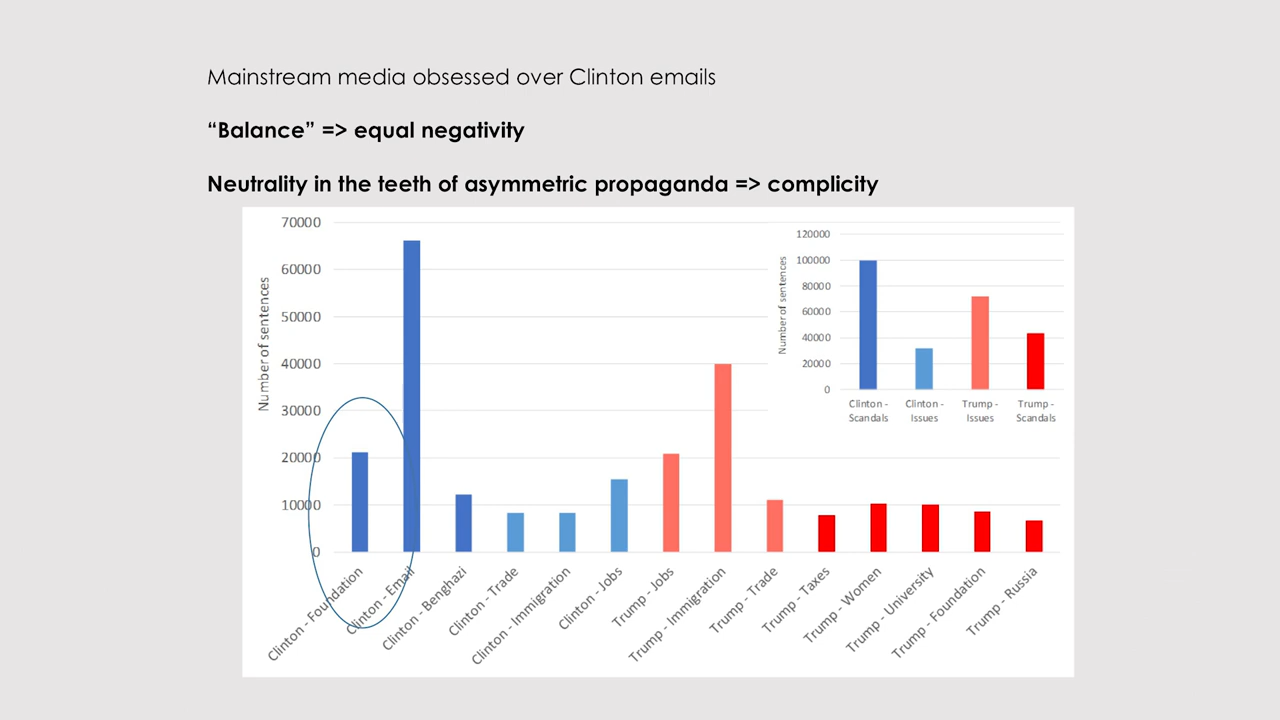 Mainstream media obsessed over Clinton emails
“Balance” => equal negativity
Neutrality in the teeth of asymmetric propaganda => complicity
Number of sentences
70000
60000
50000
40000
30000
20000
10000
0
Clinton - Foundation
Clinton - Email
Clinton - Benghazi
Clinton - Trade
Clinton - Immigration
Clinton - Jobs
Trump - Jobs
Trump - Immigration
Trump - Trade
Trump - Taxes
Trump - Women
Trump - University
Trump - Foundation
Trump - Russia
Number of sentences
120000
100000
80000
60000
40000
20000
0
Clinton -
Scandals
Clinton -
Issues
Trump -
Issues
Trump -
Scandals